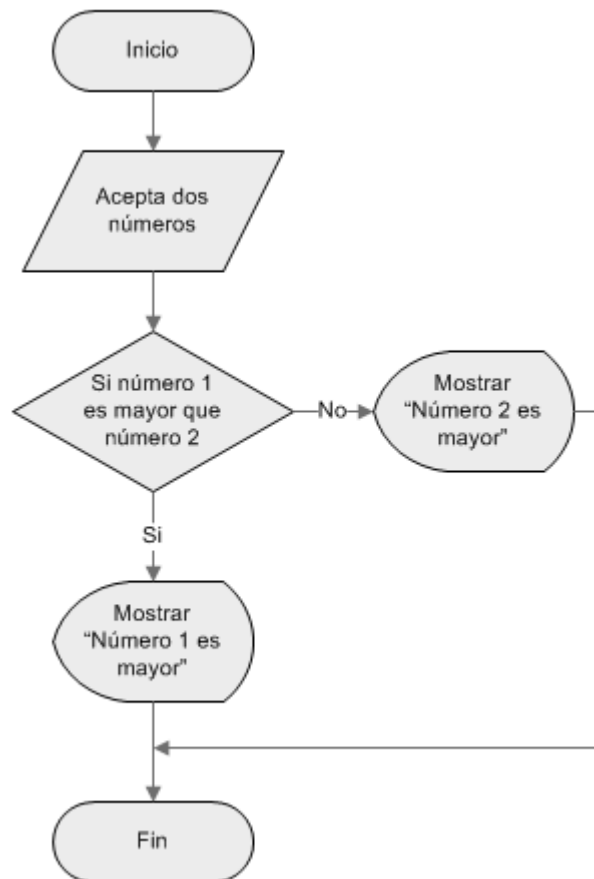 Inicio
Acepta dos
números
Si número 1
es mayor que
número 2
No
Mostrar
“Número 2 es
mayor”
Si
Mostrar
“Número 1 es
mayor”
Fin